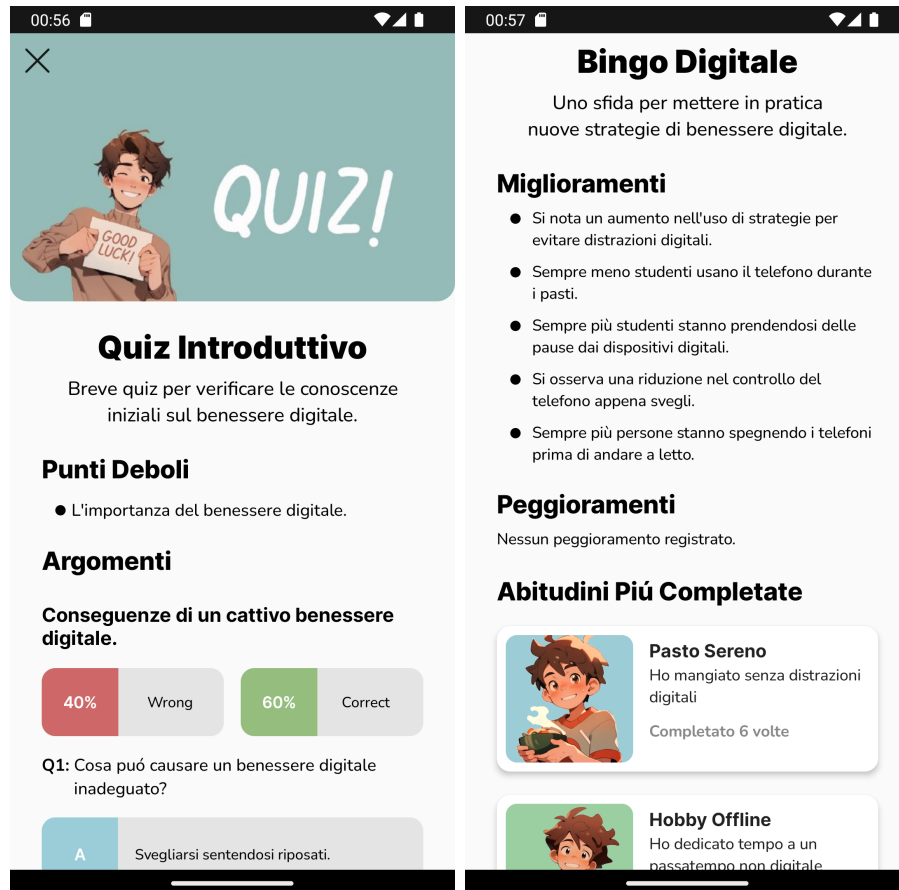 00:56
GOOD
LUCK!
QUIZ!
Quiz Introduttivo
Breve quiz per verificare le conoscenze
iniziali sul benessere digitale.
Punti Deboli
● L'importanza del benessere digitale.
Argomenti
Conseguenze di un cattivo benessere
digitale.
40% Wrong 60% Correct
Q1: Cosa puó causare un benessere digitale
inadeguato?
A Svegliarsi sentendosi riposati.
00:57
Bingo Digitale
Uno sfida per mettere in pratica
nuove strategie di benessere digitale.
Miglioramenti
● Si nota un aumento nell'uso di strategie per
evitare distrazioni digitali.
● Sempre meno studenti usano il telefono durante
i pasti.
● Sempre più studenti stanno prendendosi delle
pause dai dispositivi digitali.
● Si osserva una riduzione nel controllo del
telefono appena svegli.
● Sempre più persone stanno spegnendo i telefoni
prima di andare a letto.
Peggioramenti
Nessun peggioramento registrato.
Abitudini Piú Completate
Pasto Sereno
Ho mangiato senza distrazioni
digitali
Completato 6 volte
Hobby Offline
Ho dedicato tempo a un
passatempo non digitale